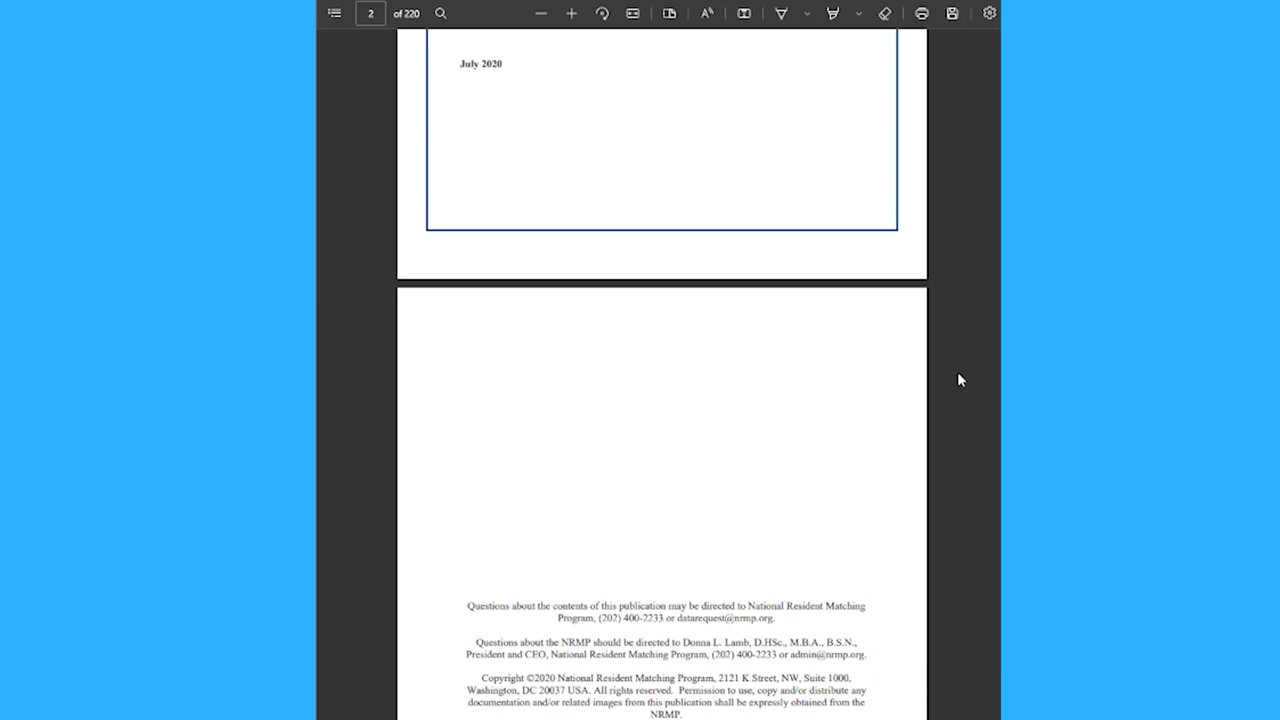 2 of 220
July 2020
Questions about the contents of this publication may be directed to National Resident Matching
Program, (202) 400-2233 or datarequest@nrmp.org.
Questions about the NRMP should be directed to Donna L. Lamb, D.HSc., M.B.A., B.S.N.,
President and CEO, National Resident Matching Program, (202) 400-2233 or admin@nrmp.org.
Copyright ©2020 National Resident Matching Program, 2121 K Street, NW, Suite 1000,
Washington, DC 20037 USA. All rights reserved. Permission to use, copy and/or distribute any
documentation and/or related images from this publication shall be expressly obtained from the
NRMP.